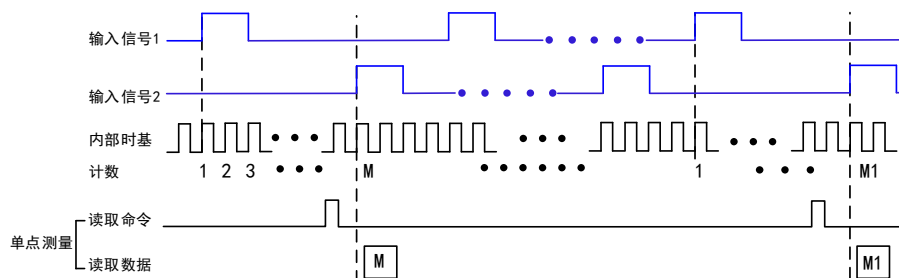 输入信号1
输入信号2
内部时基
计数 1 2 3 M 1 M1
读取命令
单点测量
读取数据 M M1